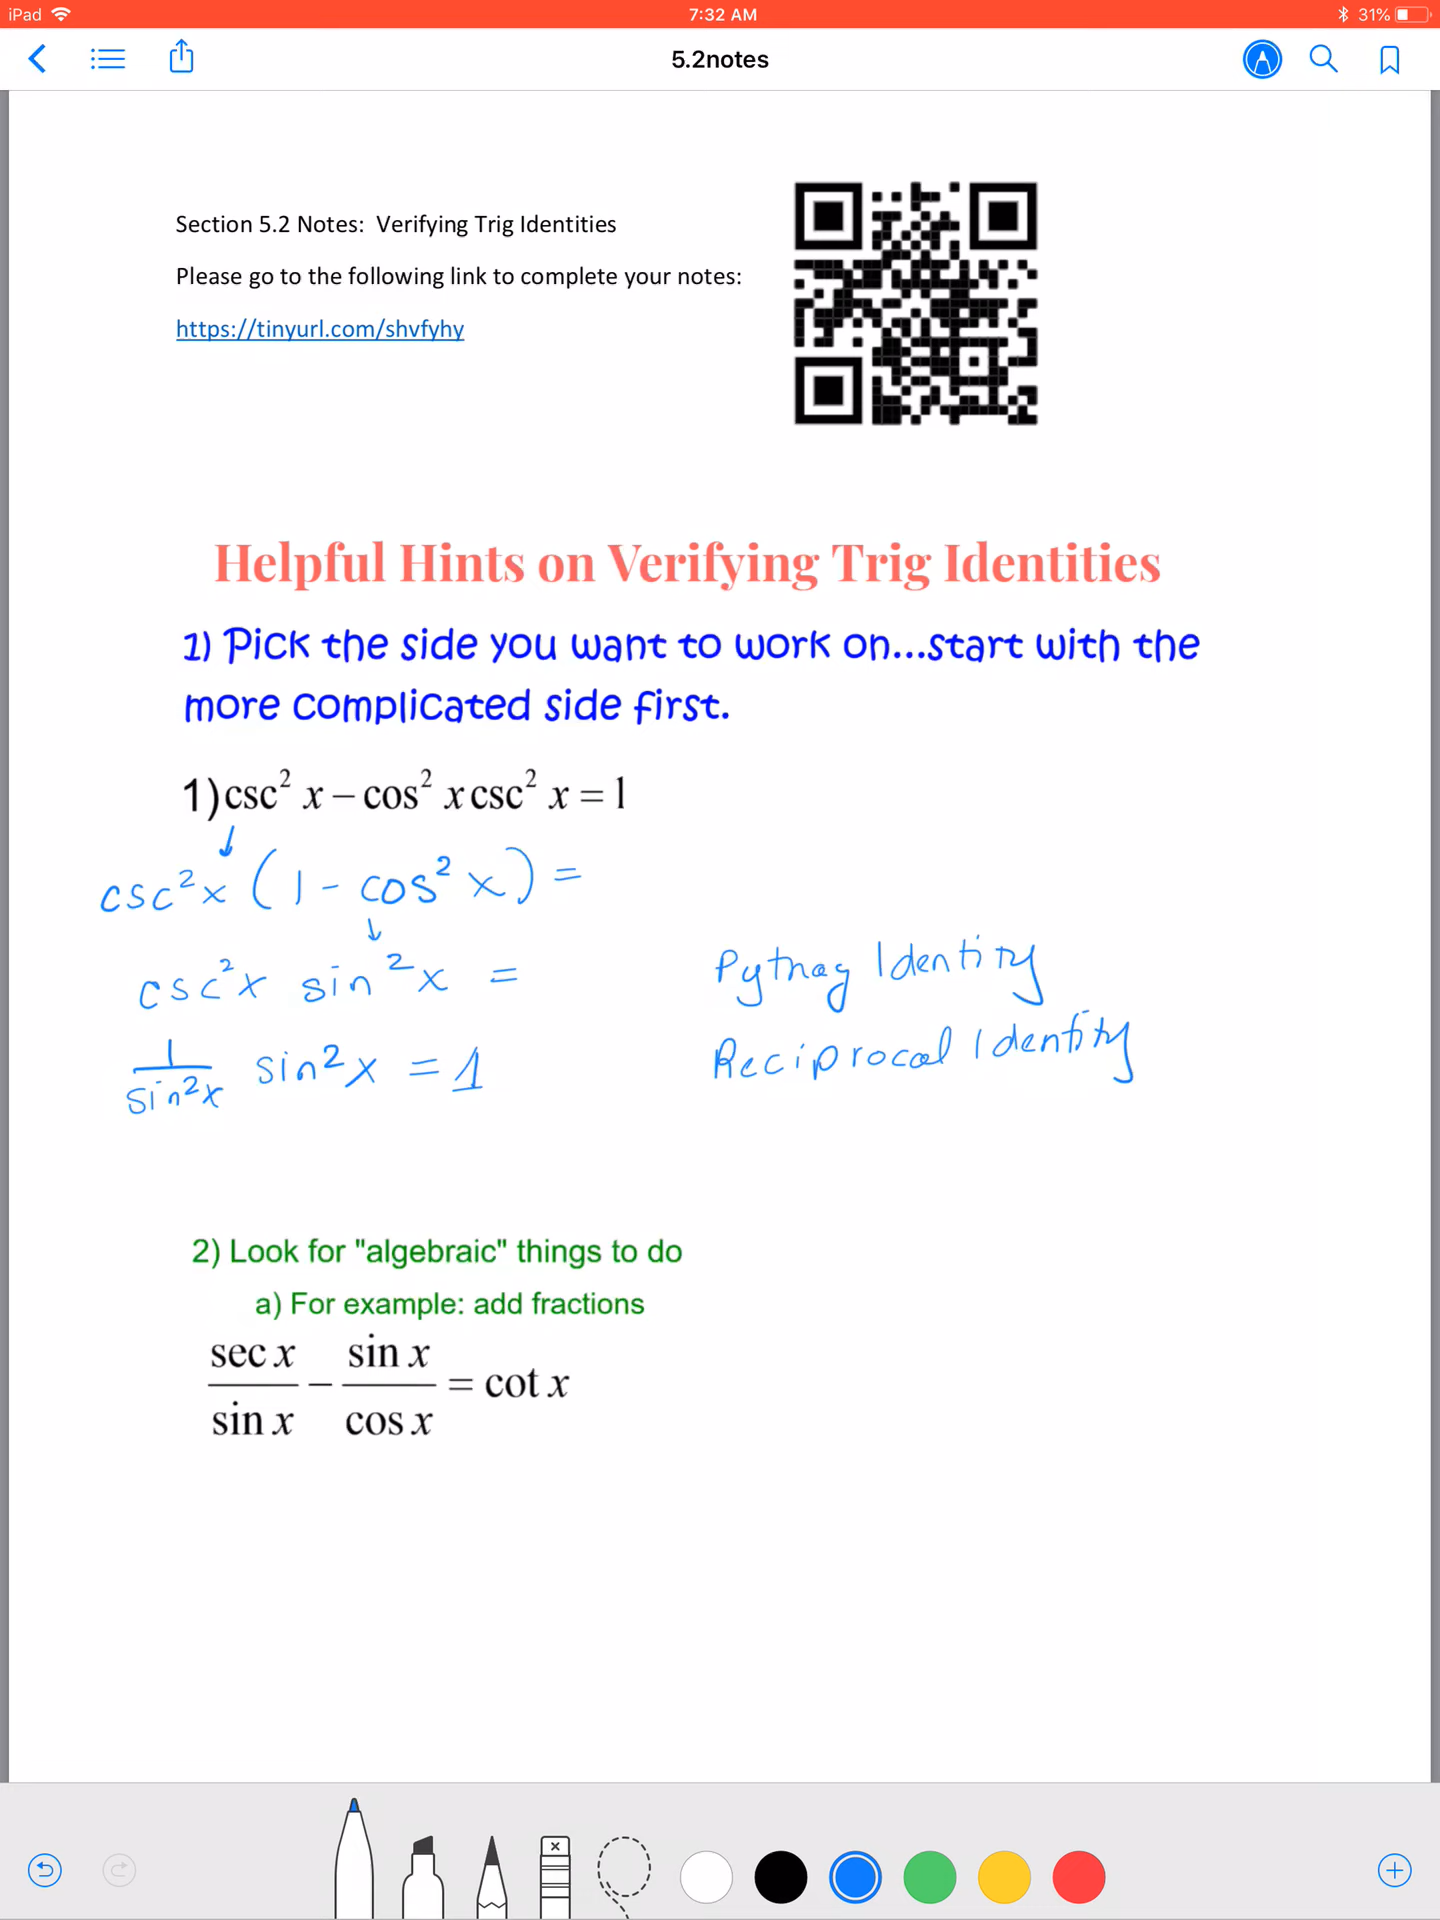 iPad 7:32 AM 31%
5.2notes
Section 5.2 Notes: Verifying Trig Identities
Please go to the following link to complete your notes:
https://tinyurl.com/shvfyhy
Helpful Hints on Verifying Trig Identities
1) Pick the side you want to work on...start with the
more complicated side first.
1) csc² x − cos² x csc² x = 1
↓
csc²x (1 - cos²x) =
↓
csc²x sin²x = Pythag Identity
1/sin²x sin²x = 1 Reciprocal Identity
2) Look for "algebraic" things to do
a) For example: add fractions
sec x / sin x − sin x / cos x = cot x